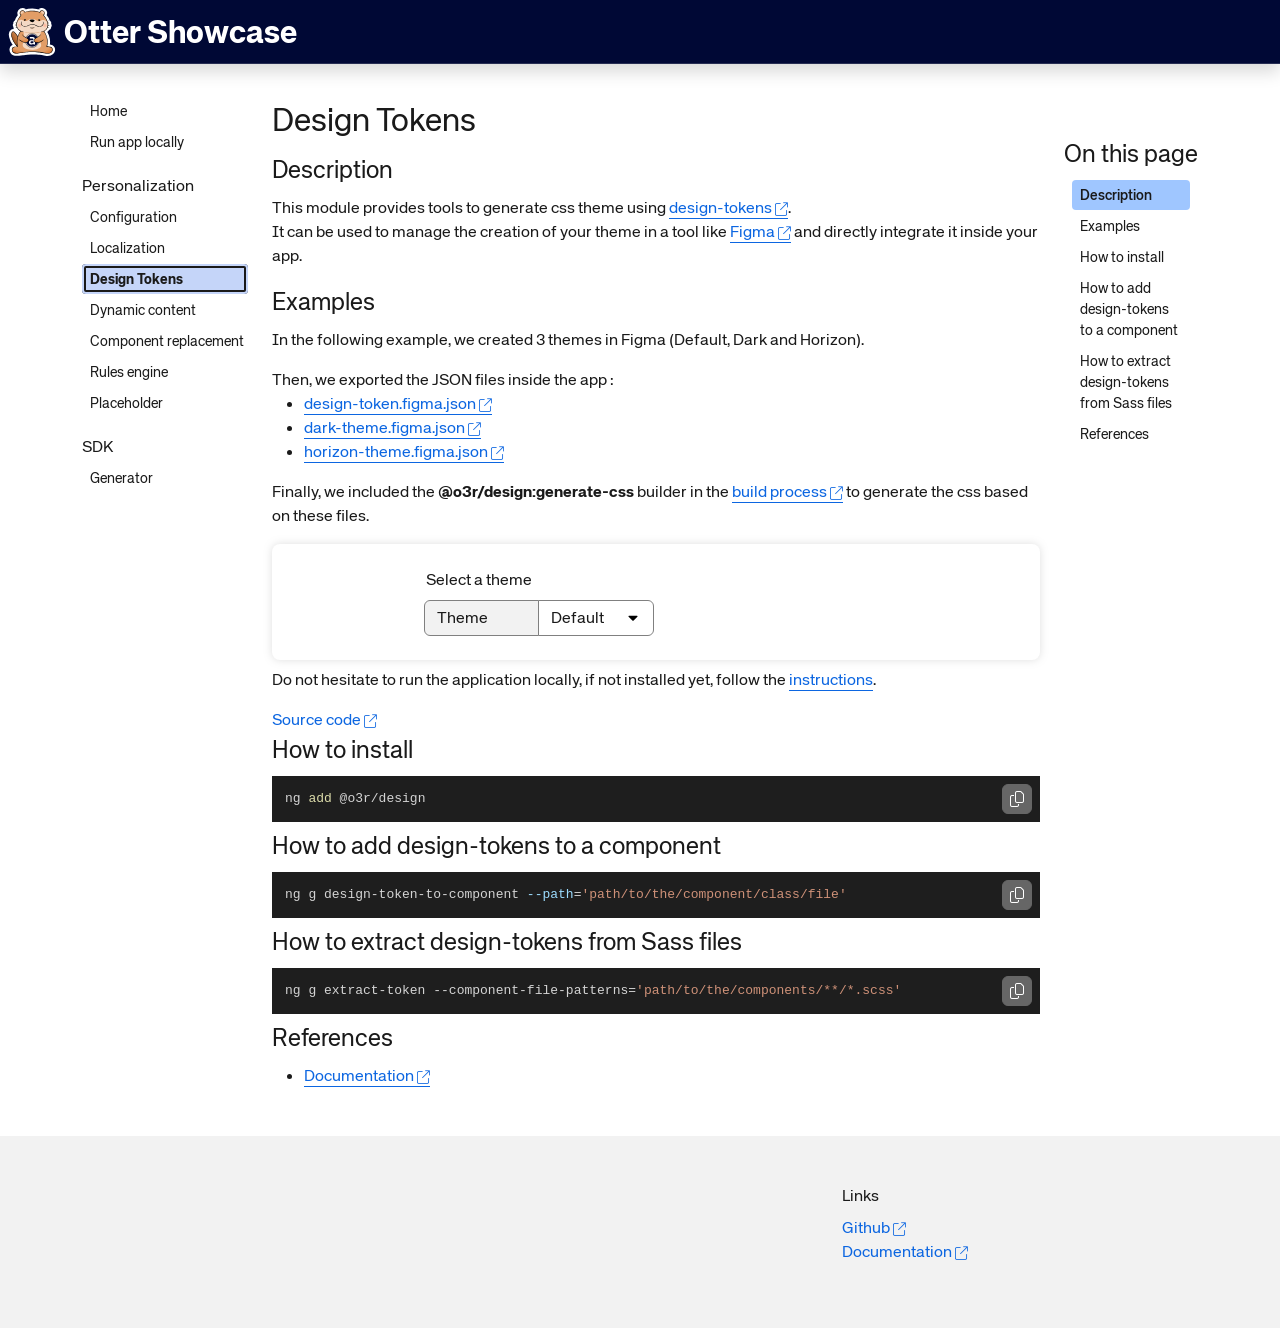 Otter Showcase
Home
Run app locally
Personalization
Configuration
Localization
Design Tokens
Dynamic content
Component replacement
Rules engine
Placeholder
SDK
Generator
Design Tokens
Description
This module provides tools to generate css theme using design-tokens.
It can be used to manage the creation of your theme in a tool like Figma and directly integrate it inside your
app.
Examples
In the following example, we created 3 themes in Figma (Default, Dark and Horizon).
Then, we exported the JSON files inside the app :
design-token.figma.json
dark-theme.figma.json
horizon-theme.figma.json
Finally, we included the @o3r/design:generate-css builder in the build process to generate the css based
on these files.
Select a theme
Theme Default
Do not hesitate to run the application locally, if not installed yet, follow the instructions.
Source code
How to install
ng add @o3r/design
How to add design-tokens to a component
ng g design-token-to-component --path='path/to/the/component/class/file'
How to extract design-tokens from Sass files
ng g extract-token --component-file-patterns='path/to/the/components/**/*.scss'
References
Documentation
On this page
Description
Examples
How to install
How to add
design-tokens
to a component
How to extract
design-tokens
from Sass files
References
Links
Github
Documentation